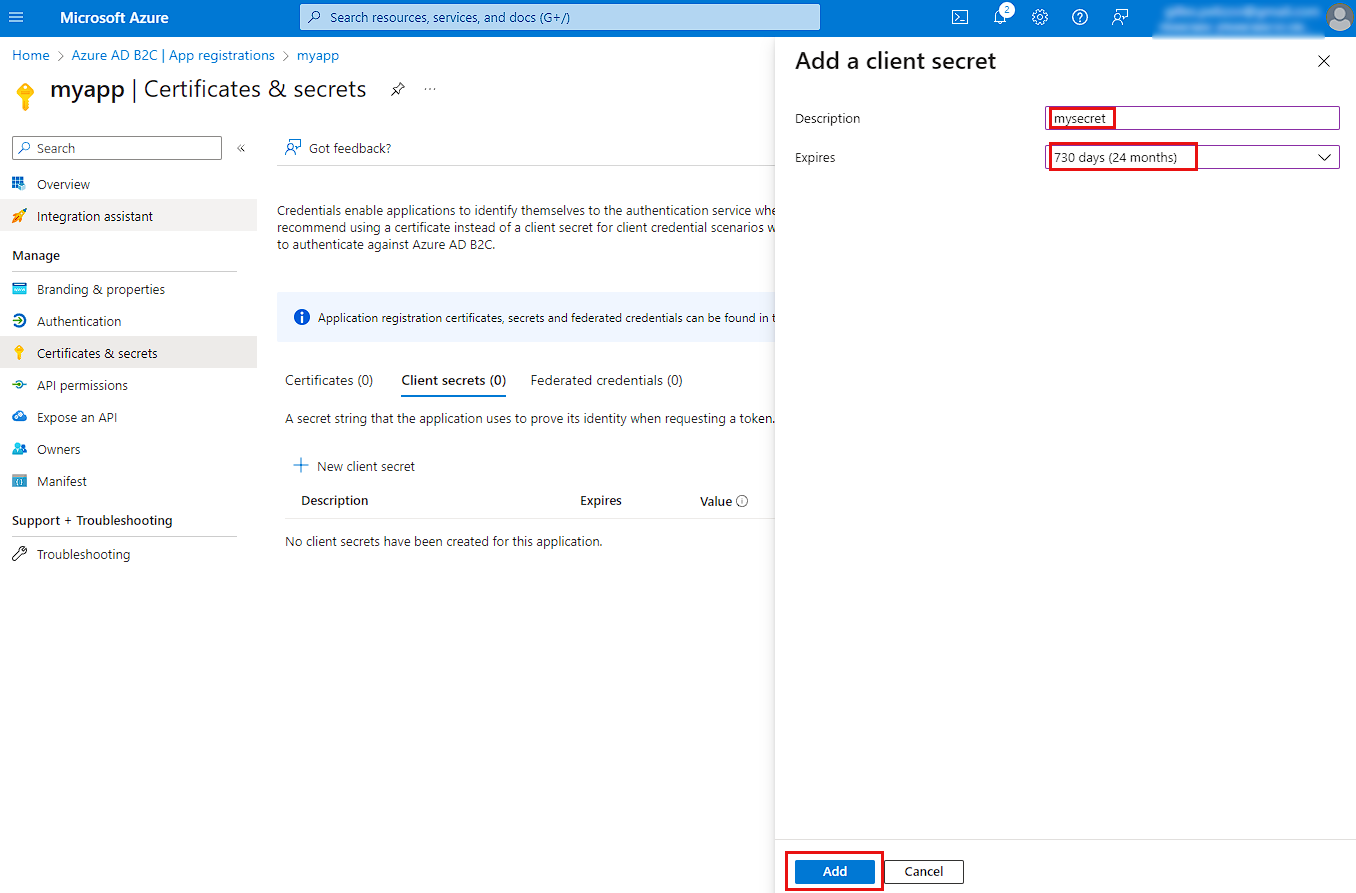 Microsoft Azure
Search resources, services, and docs (G+/)
2
Home > Azure AD B2C | App registrations > myapp
myapp | Certificates & secrets
...
Search
«
Overview
Integration assistant
Manage
Branding & properties
Authentication
Certificates & secrets
API permissions
Expose an API
Owners
Manifest
Support + Troubleshooting
Troubleshooting
Got feedback?
Credentials enable applications to identify themselves to the authentication service whe
recommend using a certificate instead of a client secret for client credential scenarios w
to authenticate against Azure AD B2C.
Application registration certificates, secrets and federated credentials can be found in t
Certificates (0) Client secrets (0) Federated credentials (0)
A secret string that the application uses to prove its identity when requesting a token.
+ New client secret
Description Expires Value
No client secrets have been created for this application.
Add a client secret
Description mysecret
Expires 730 days (24 months)
Add Cancel